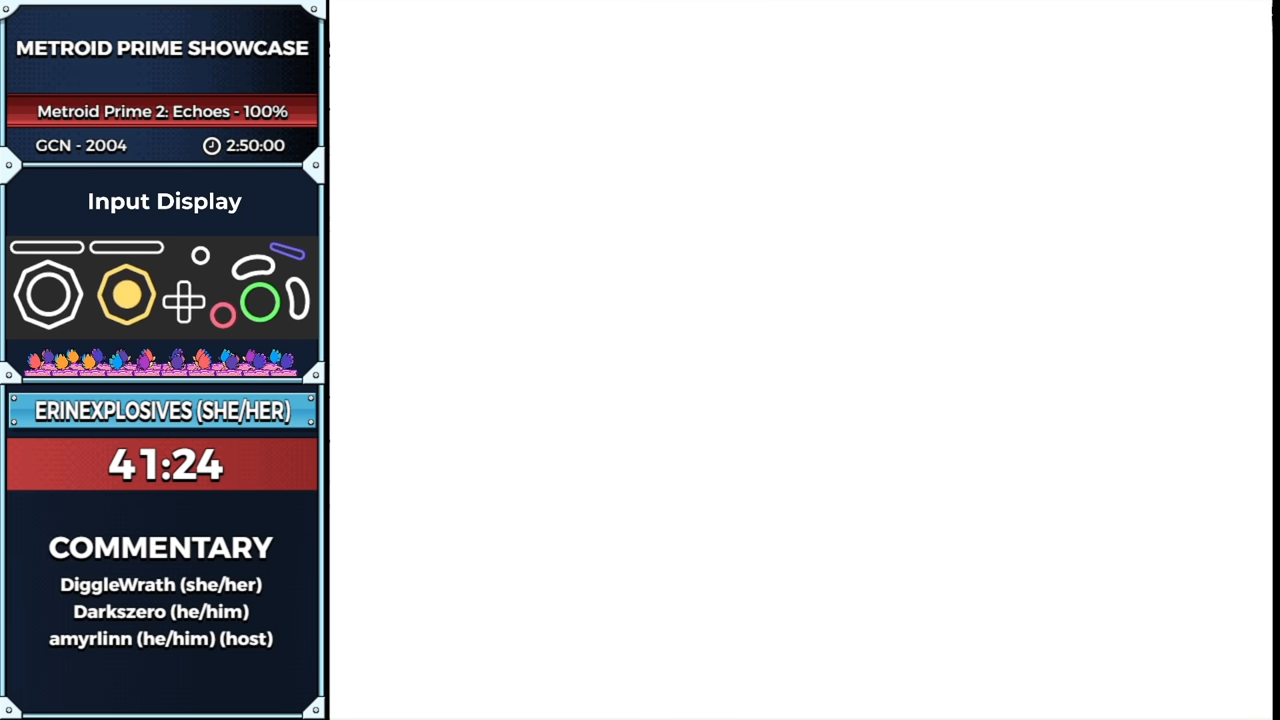 METROID PRIME SHOWCASE
Metroid Prime 2: Echoes - 100%
GCN - 2004 2:50:00
Input Display
ERINEXPLOSIVES (SHE/HER)
41:24
COMMENTARY
DiggleWrath (she/her)
Darkszero (he/him)
amyrlinn (he/him) (host)